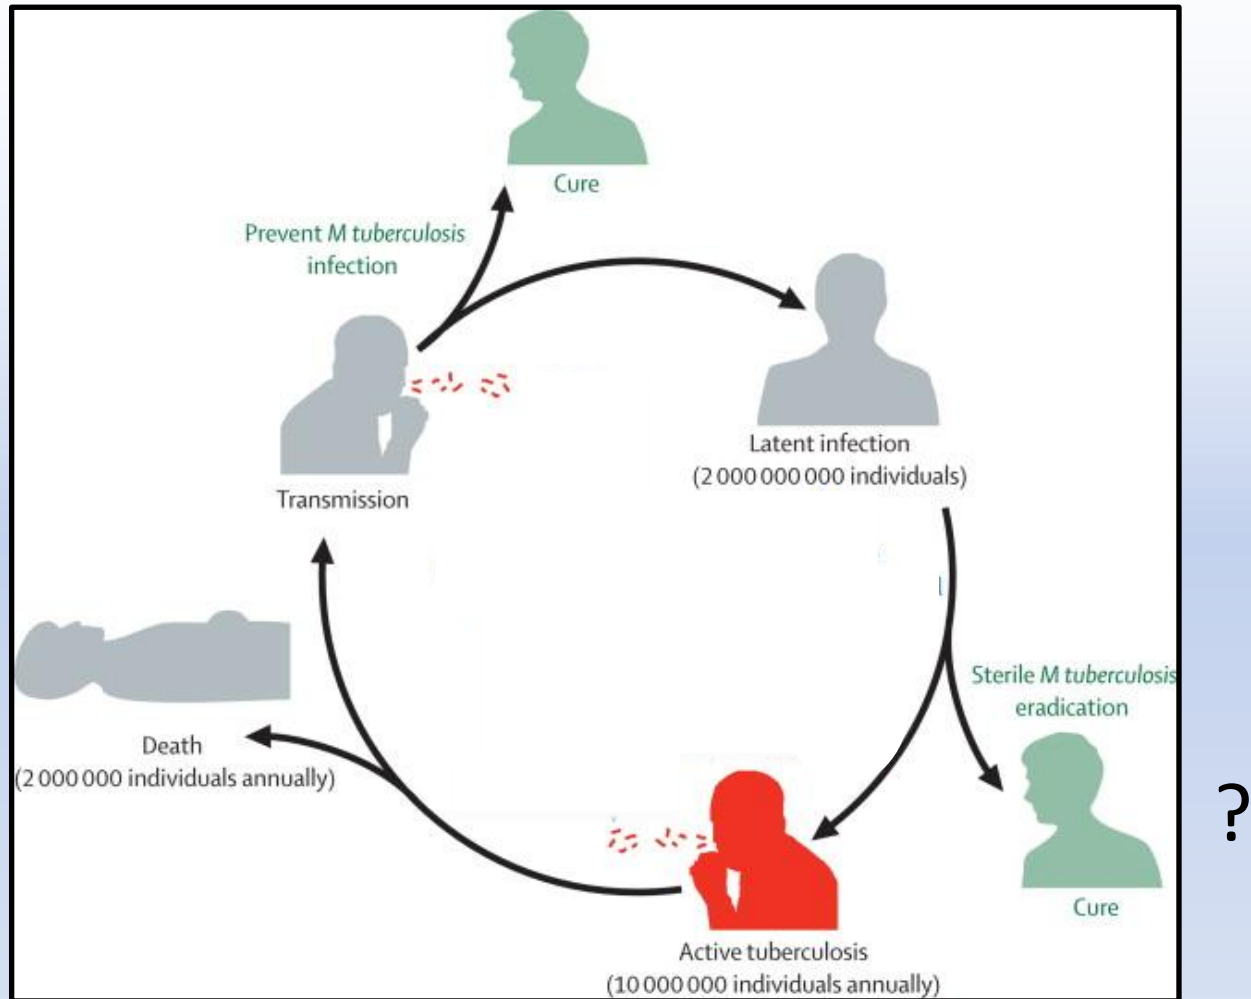 Cure
Prevent M tuberculosis
infection
Latent infection
(2 000 000 000 individuals)
Transmission
Sterile M tuberculosis
eradication
Death
(2 000 000 individuals annually)
?
Cure
Active tuberculosis
(10 000 000 individuals annually)